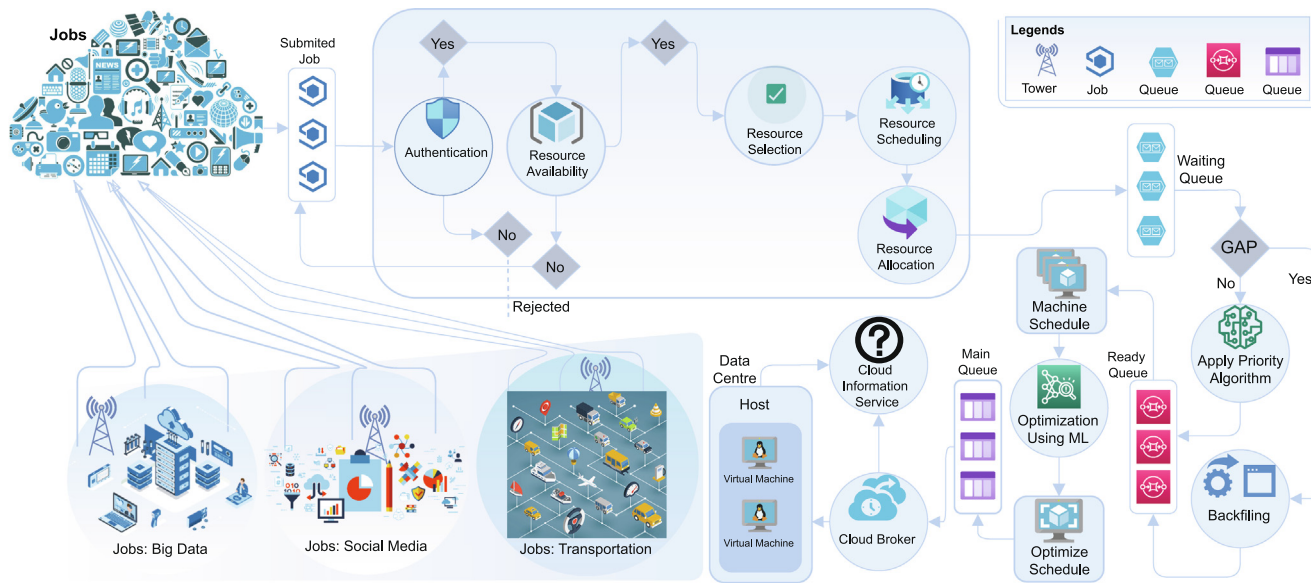 Jobs
NEWS
Submited
Job
Yes
Yes
Authentication
Resource
Availability
Resource
Selection
Resource
Scheduling
Resource
Allocation
No
No
Rejected
Legends
Tower
Job
Queue
Queue
Queue
Waiting
Queue
GAP
No
Yes
Machine
Schedule
Apply Priority
Algorithm
Ready
Queue
Optimization
Using ML
Main
Queue
Backfiling
Optimize
Schedule
Data
Centre
Host
Virtual Machine
Virtual Machine
Cloud
Information
Service
Cloud Broker
Jobs: Big Data
Jobs: Social Media
Jobs: Transportation